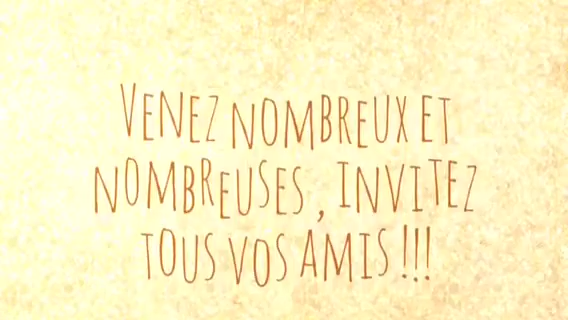 VENEZ NOMBREUX ET
NOMBREUSES, INVITEZ
TOUS VOS AMIS !!!